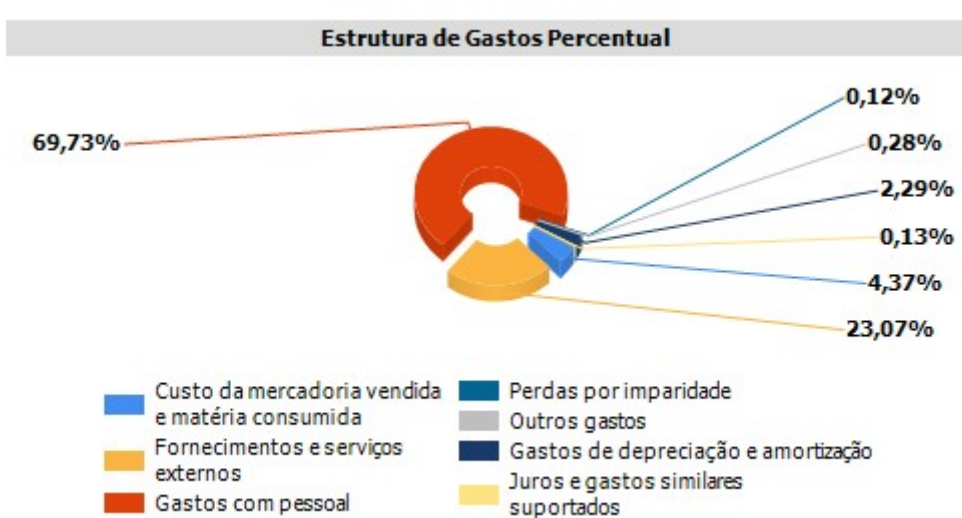 Estrutura de Gastos Percentual
69,73%
0,12%
0,28%
2,29%
0,13%
4,37%
23,07%
Custo da mercadoria vendida
e matéria consumida
Fornecimentos e serviços
externos
Gastos com pessoal
Perdas por imparidade
Outros gastos
Gastos de depreciação e amortização
Juros e gastos similares
suportados